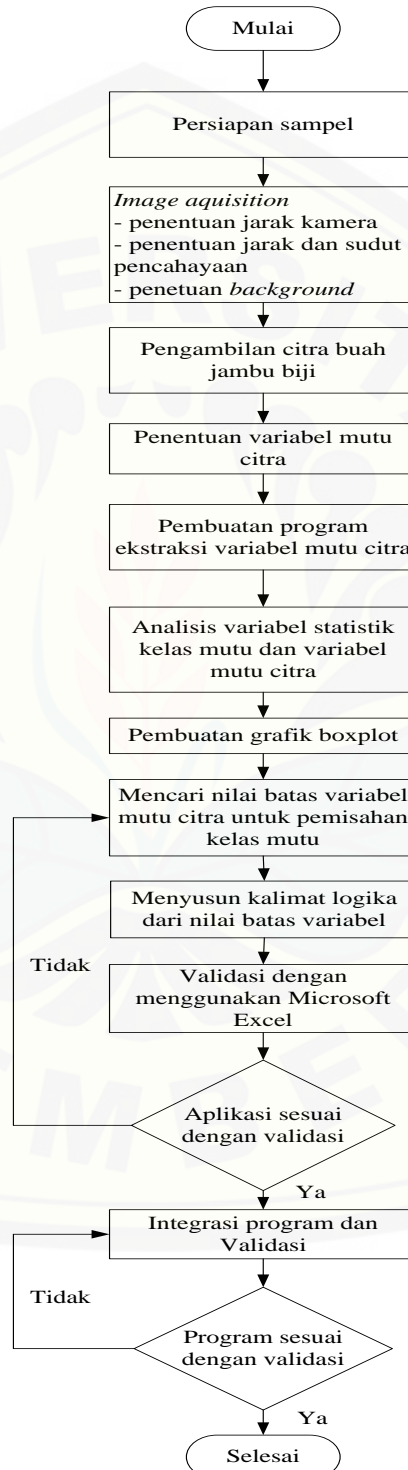 Mulai
Persiapan sampel
Image aquisition
- penentuan jarak kamera
- penentuan jarak dan sudut
pencahayaan
- penetuan background
Pengambilan citra buah
jambu biji
Penentuan variabel mutu
citra
Pembuatan program
ekstraksi variabel mutu citra
Analisis variabel statistik
kelas mutu dan variabel
mutu citra
Pembuatan grafik boxplot
Mencari nilai batas variabel
mutu citra untuk pemisahan
kelas mutu
Menyusun kalimat logika
dari nilai batas variabel
Tidak
Validasi dengan
menggunakan Microsoft
Excel
Aplikasi sesuai
dengan validasi
Ya
Integrasi program dan
Validasi
Tidak
Program sesuai
dengan validasi
Ya
Selesai